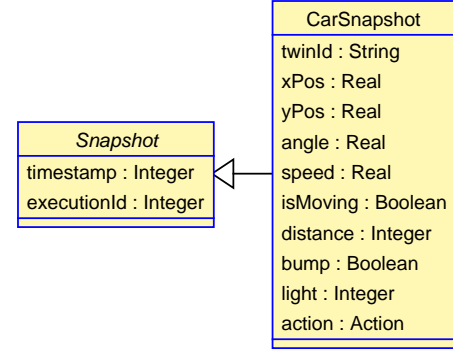 Snapshot
timestamp : Integer
executionId : Integer
CarSnapshot
twinId : String
xPos : Real
yPos : Real
angle : Real
speed : Real
isMoving : Boolean
distance : Integer
bump : Boolean
light : Integer
action : Action